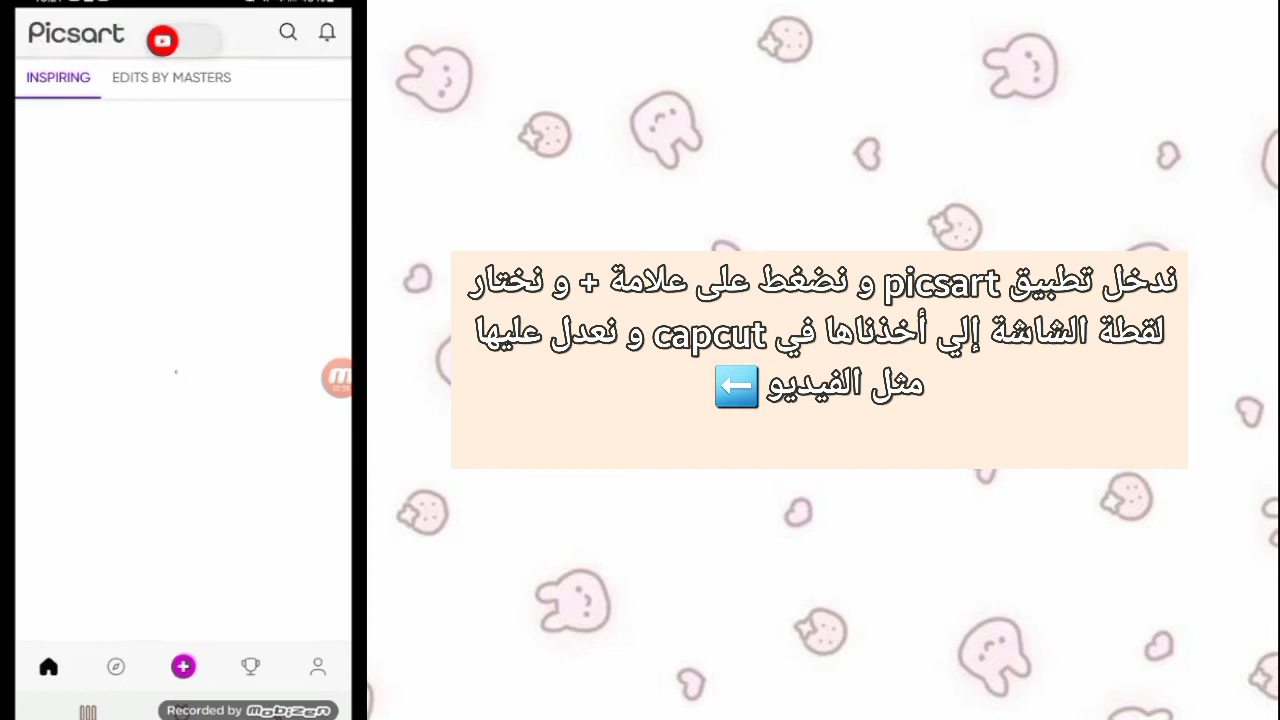 Picsart
INSPIRING
EDITS BY MASTERS
ندخل تطبيق picsart و نضغط على علامة + و نختار
لقطة الشاشة إلي أخذناها في capcut و نعدل عليها
مثل الفيديو ⬅️
Recorded by mobizen